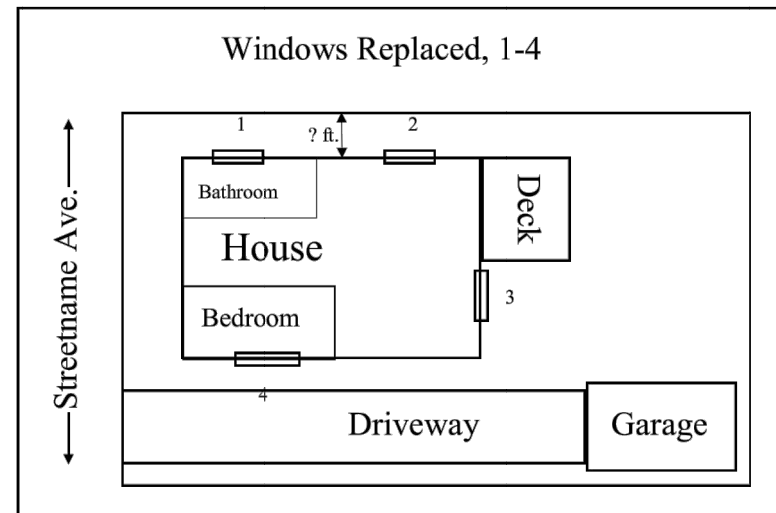 Windows Replaced, 1-4
1
? ft.
2
Bathroom
Deck
House
3
Bedroom
4
Streetname Ave.
Driveway
Garage